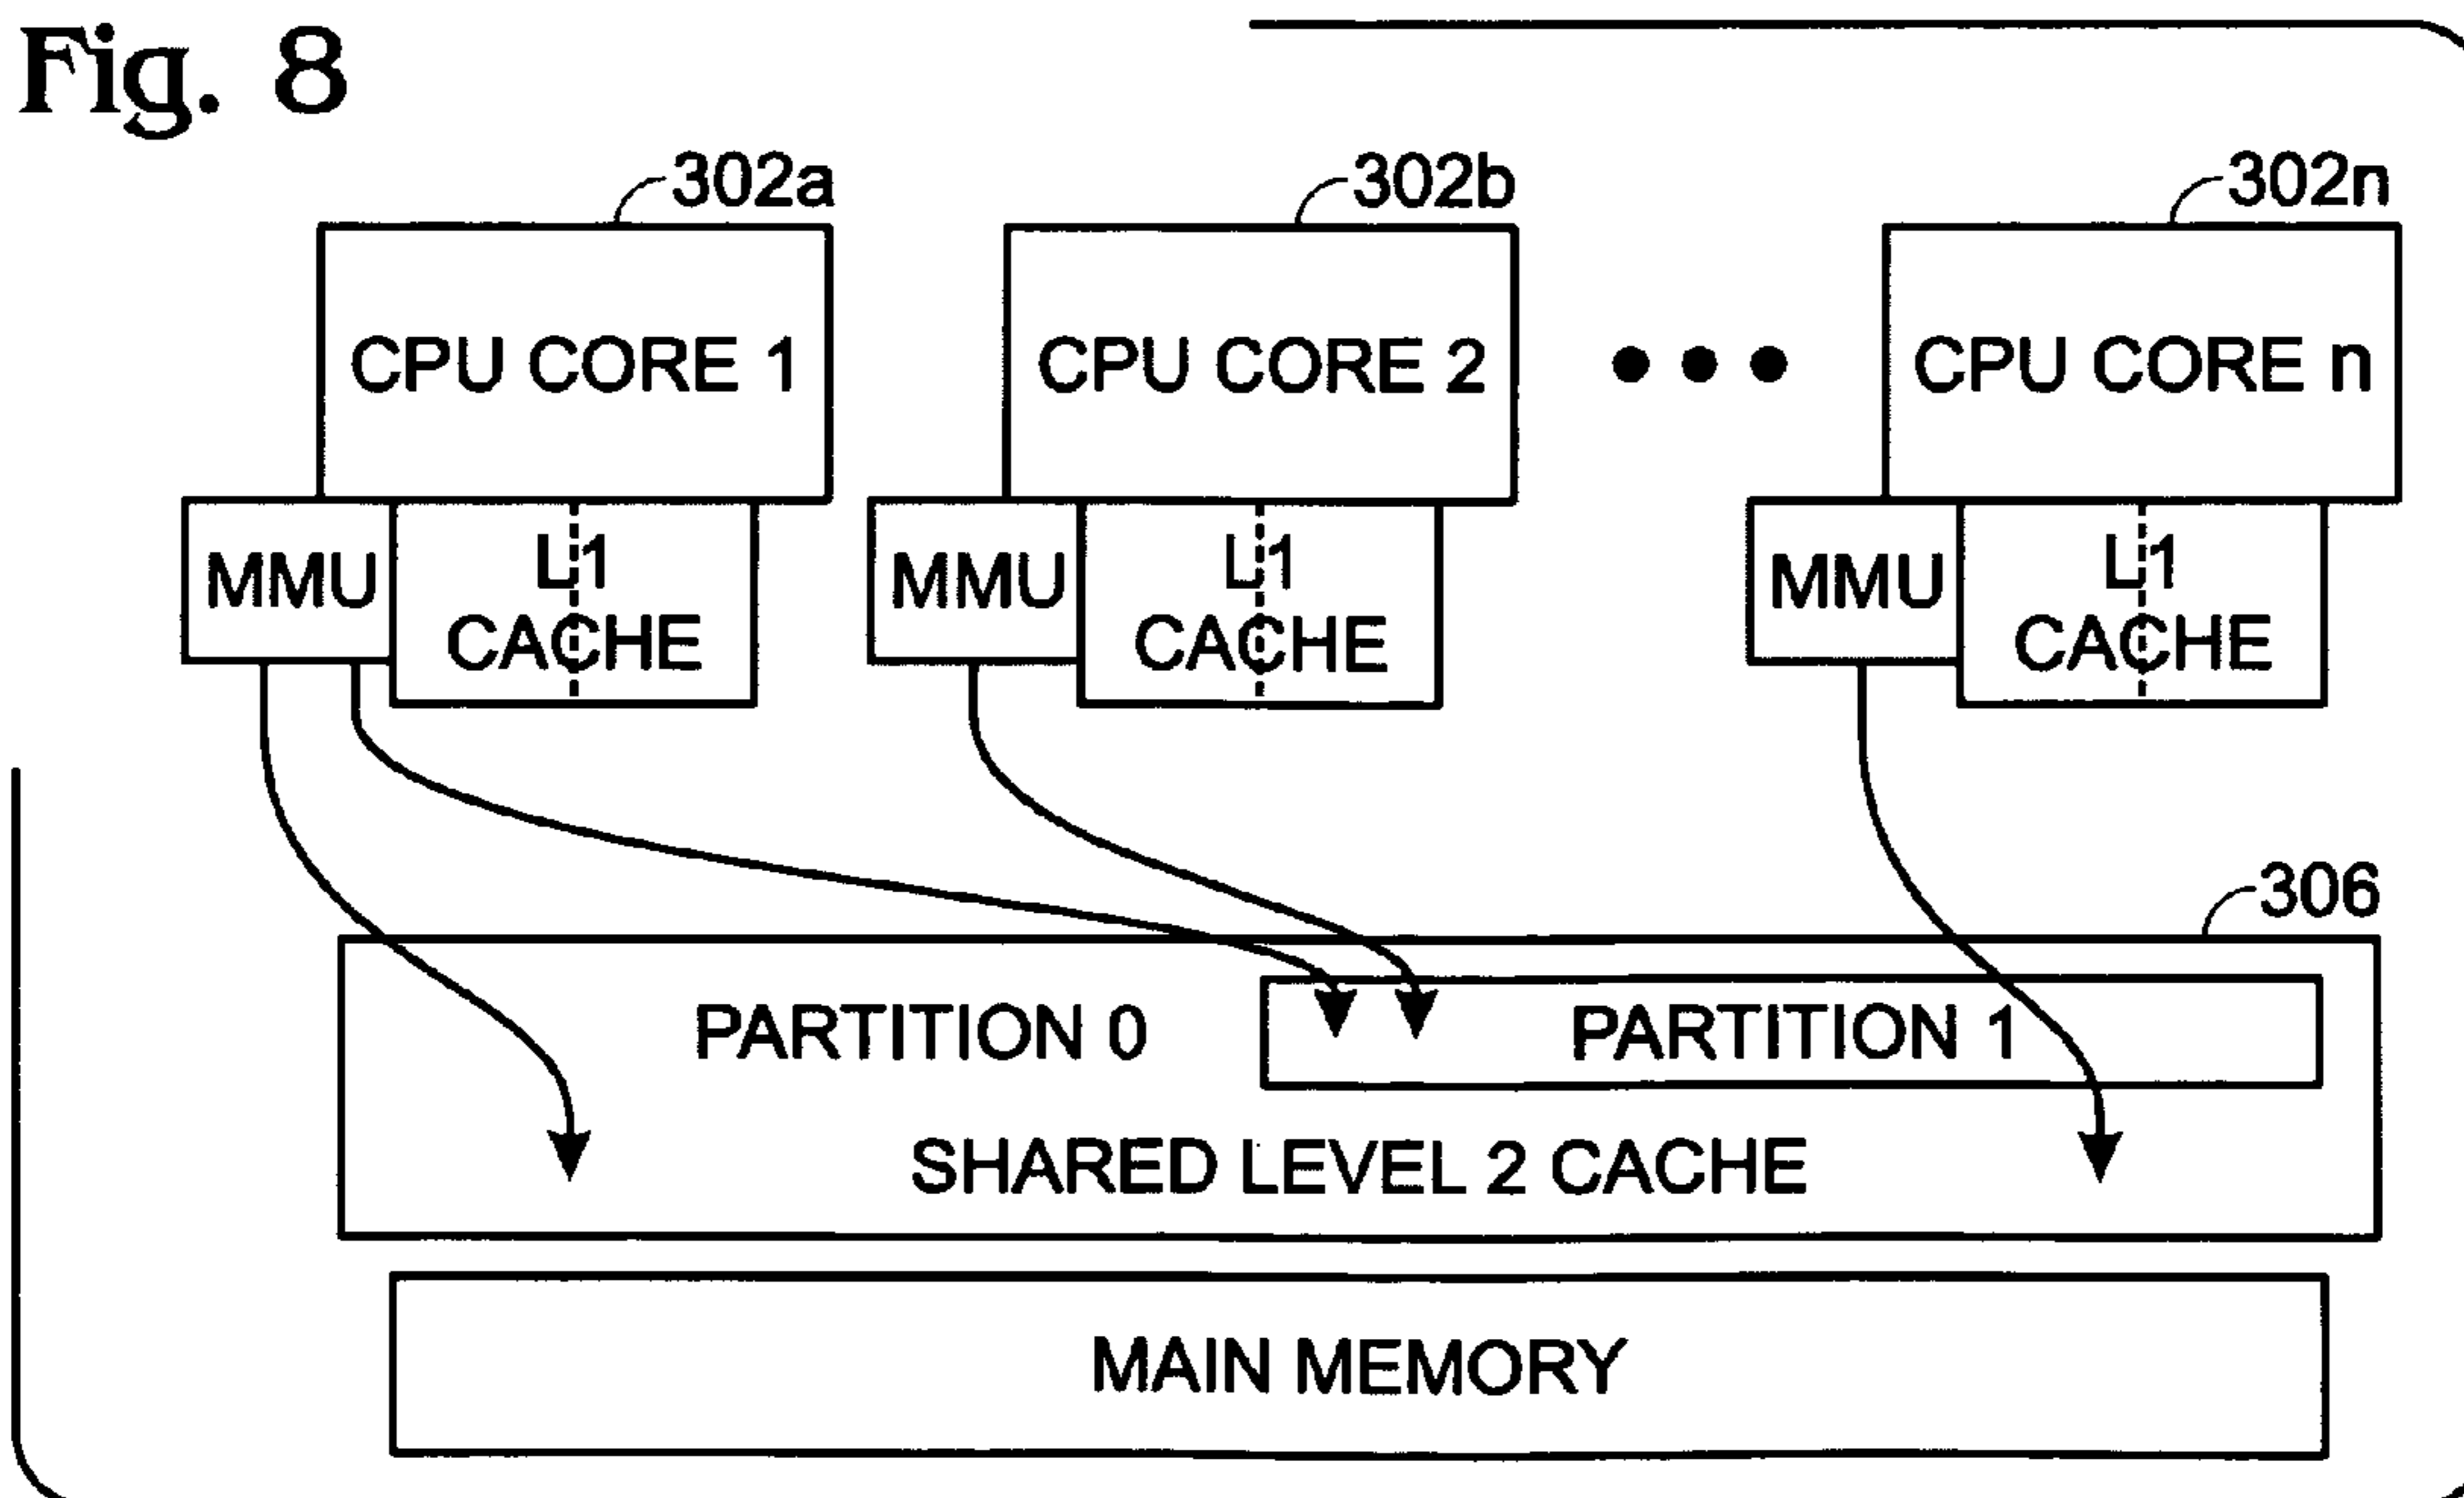 Fig. 8
302a
302b
302n
CPU CORE 1
CPU CORE 2
CPU CORE n
MMU
L1
CACHE
MMU
L1
CACHE
MMU
L1
CACHE
306
PARTITION 0
PARTITION 1
SHARED LEVEL 2 CACHE
MAIN MEMORY